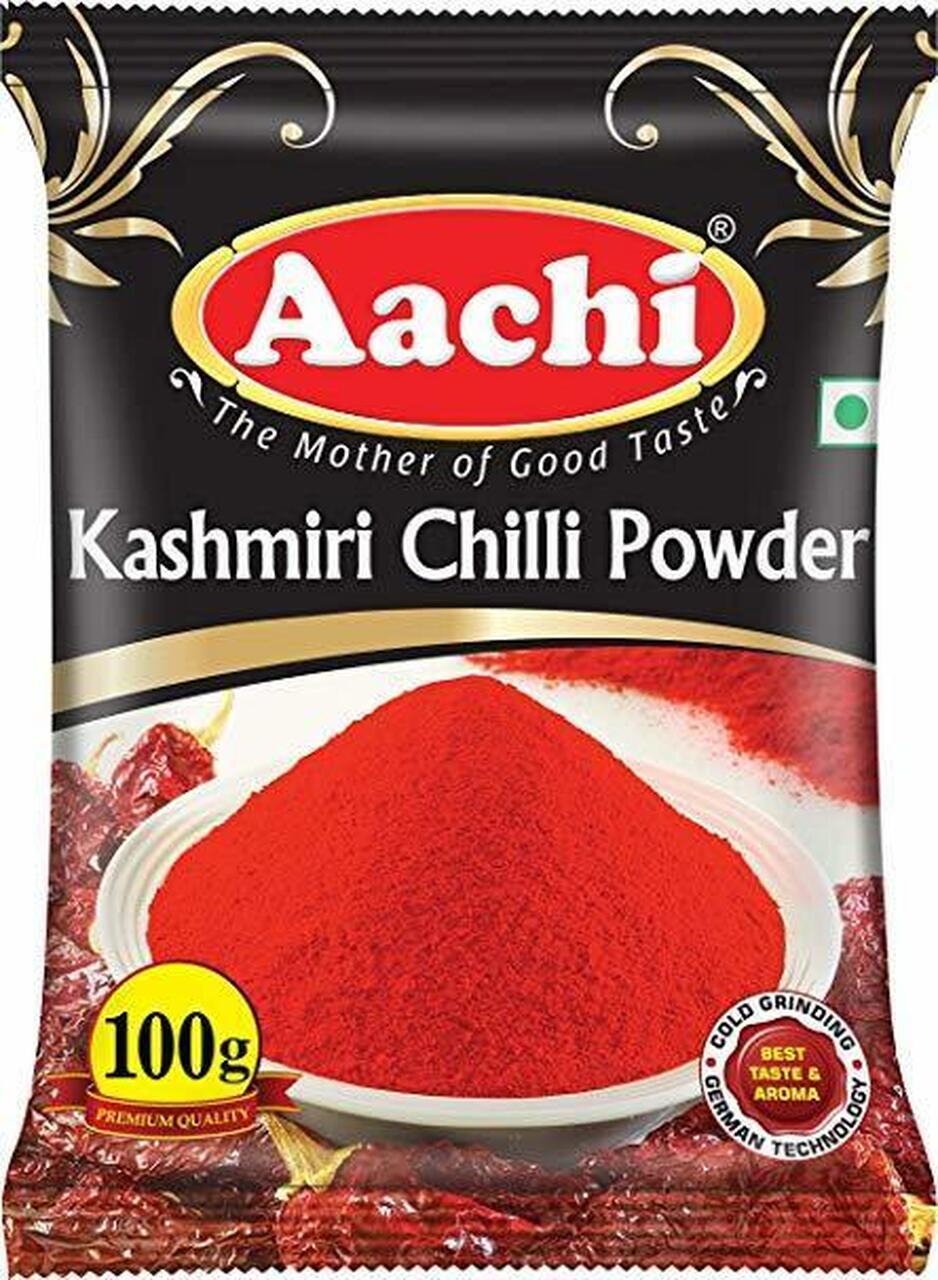 Aachi ®
The Mother of Good Taste
Kashmiri Chilli Powder
100g
PREMIUM QUALITY
COLD GRINDING
BEST
TASTE &
AROMA
GERMAN TECHNOLOGY